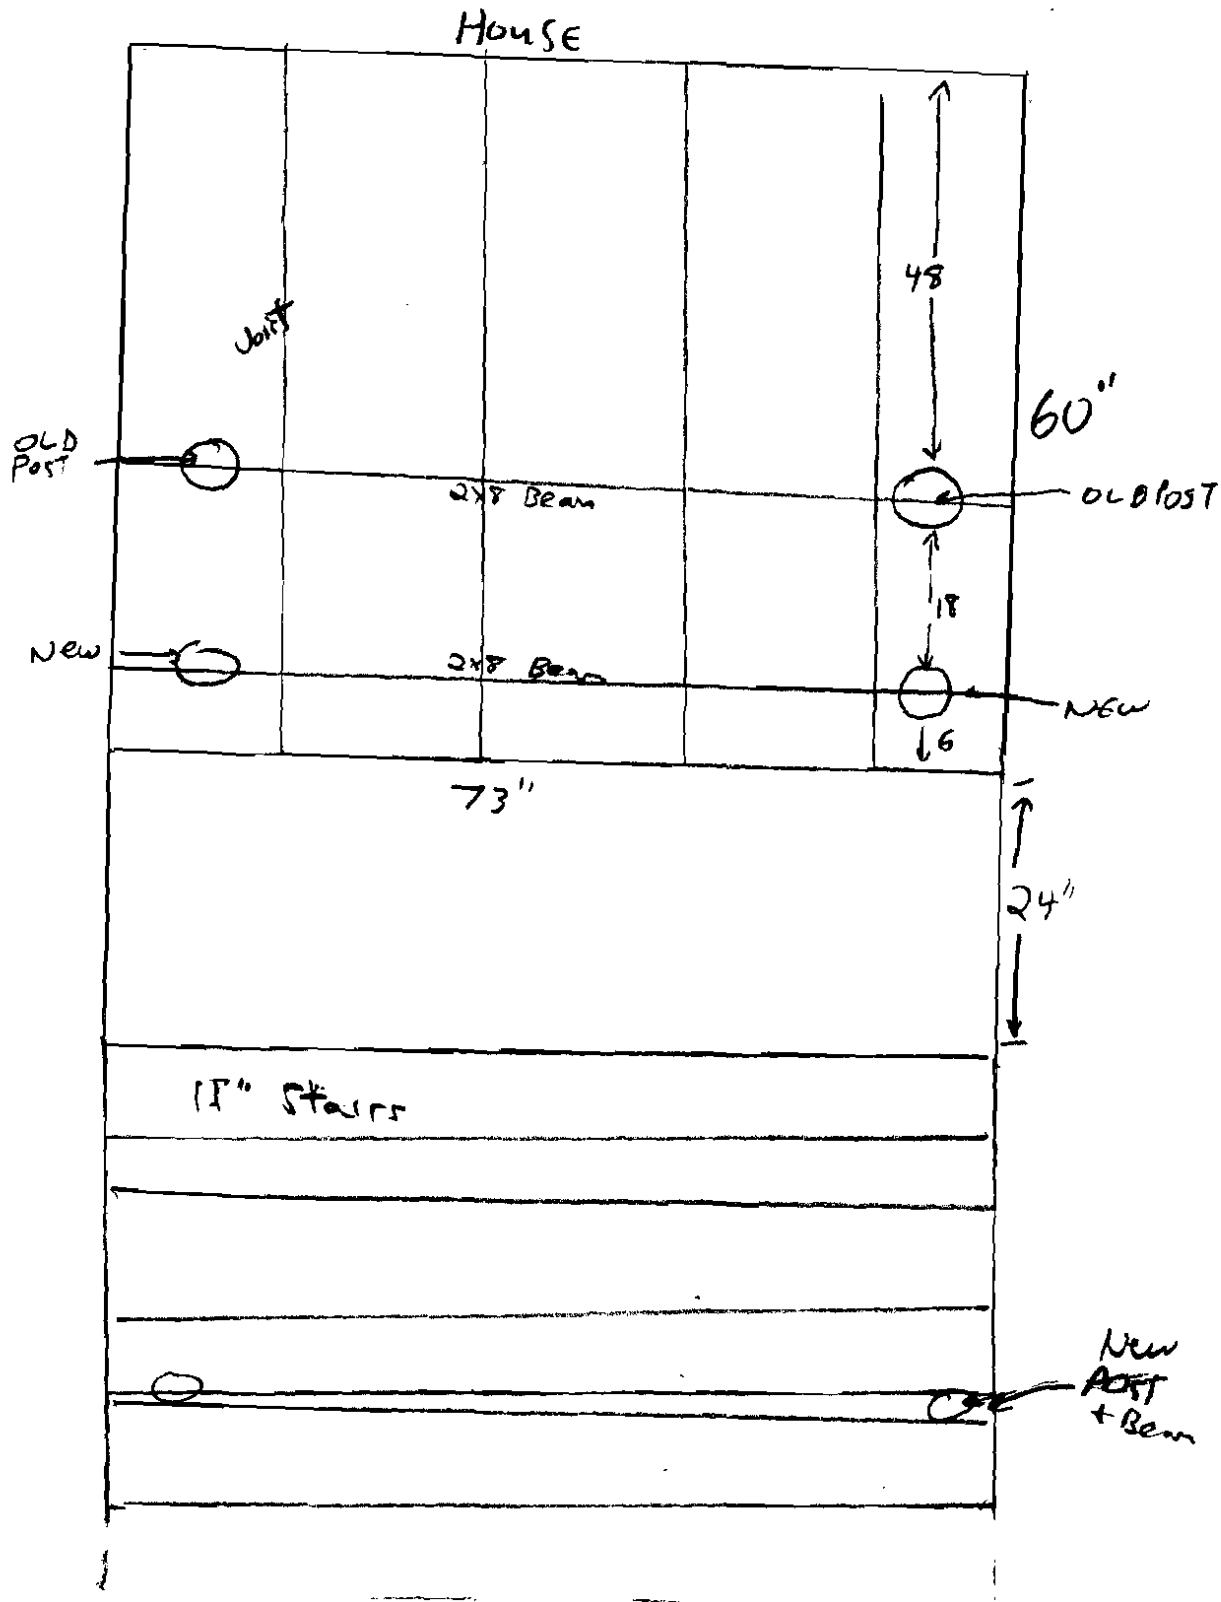 House
48
Joist
60"
OLD
Post
2x8 Beam
OLD POST
18
New
2x8 Beam
NEW
6
73"
24"
18" Stairs
New
Post
+ Beam